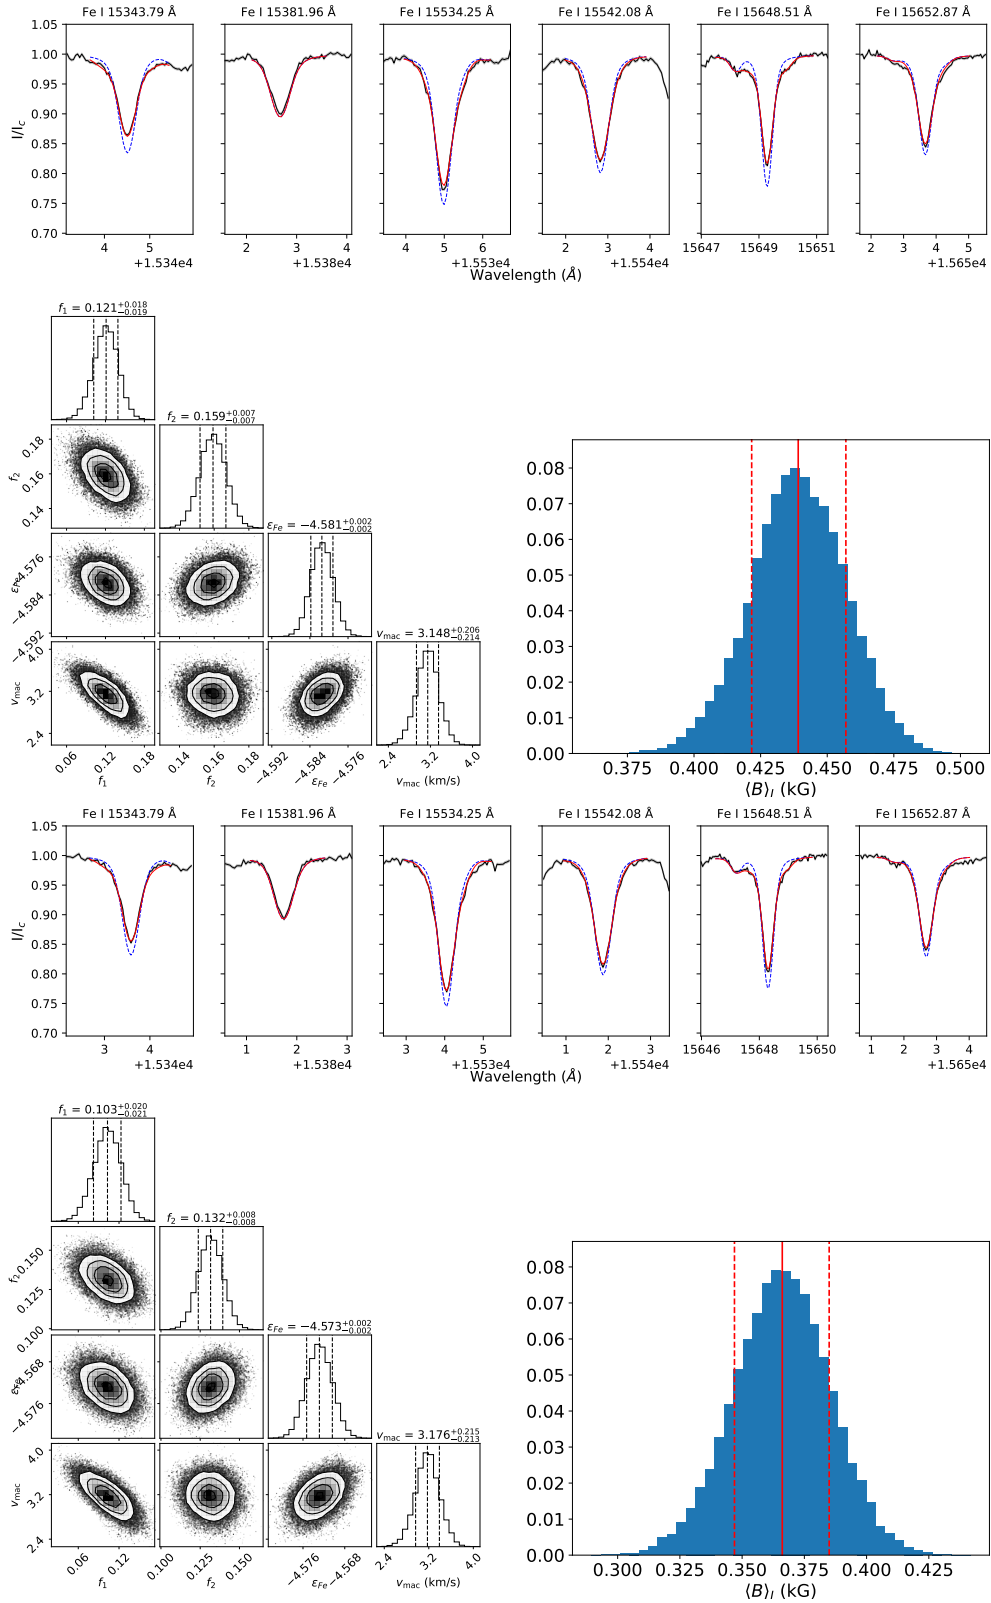 Fe I 15343.79 Å Fe I 15381.96 Å Fe I 15534.25 Å Fe I 15542.08 Å Fe I 15648.51 Å Fe I 15652.87 Å
1.05
1.00
0.95
0.90
0.85
0.80
0.75
0.70
I/I_c
4 5 2 3 4 4 5 6 2 3 4 15647 15649 15651 2 3 4 5
+1.534e4 +1.538e4 +1.553e4 +1.554e4 +1.565e4
Wavelength (Å)
f_1 = 0.121^{+0.018}_{−0.019}
f_2 = 0.159^{+0.007}_{−0.007}
ε_Fe = −4.581^{+0.002}_{−0.002}
v_mac = 3.148^{+0.206}_{−0.214}
f_2
0.18
0.16
0.14
ε_Fe
−4.576
−4.584
−4.592
v_mac
4.0
3.2
2.4
0.06 0.12 0.18 0.14 0.16 0.18 −4.592 −4.584 −4.576 2.4 3.2 4.0
f_1 f_2 ε_Fe v_mac (km/s)
0.08
0.07
0.06
0.05
0.04
0.03
0.02
0.01
0.00
0.375 0.400 0.425 0.450 0.475 0.500
⟨B⟩_I (kG)
Fe I 15343.79 Å Fe I 15381.96 Å Fe I 15534.25 Å Fe I 15542.08 Å Fe I 15648.51 Å Fe I 15652.87 Å
1.05
1.00
0.95
0.90
0.85
0.80
0.75
0.70
I/I_c
3 4 1 2 3 3 4 5 1 2 3 15646 15648 15650 1 2 3 4
+1.534e4 +1.538e4 +1.553e4 +1.554e4 +1.565e4
Wavelength (Å)
f_1 = 0.103^{+0.020}_{−0.021}
f_2 = 0.132^{+0.008}_{−0.008}
ε_Fe = −4.573^{+0.002}_{−0.002}
v_mac = 3.176^{+0.215}_{−0.213}
f_2
0.150
0.125
0.100
ε_Fe
−4.568
−4.576
v_mac
4.0
3.2
2.4
0.06 0.12 0.100 0.125 0.150 −4.576 −4.568 2.4 3.2 4.0
f_1 f_2 ε_Fe v_mac (km/s)
0.08
0.07
0.06
0.05
0.04
0.03
0.02
0.01
0.00
0.300 0.325 0.350 0.375 0.400 0.425
⟨B⟩_I (kG)